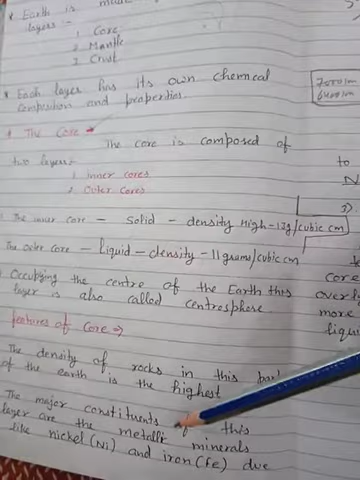 * Earth is made
layers :-
1 Core
2 Mantle
3 Crust
* Each layer has its own chemical
composition and properties.
* The Core →
The core is composed of
two layers-
1 inner cores
2 outer cores
The inner core – solid – density High – 13g/cubic cm
The outer core – liquid – density – 11 grams/cubic cm
Occupying the centre of the Earth this
layer is also called centrosphere
features of core ⇒
The density of rocks in this
of the earth is the highest
The major constituents of this
layer are the metallic minerals
like nickel (Ni) and iron (fe) due
to
N
3)
core
overl
more
liqui